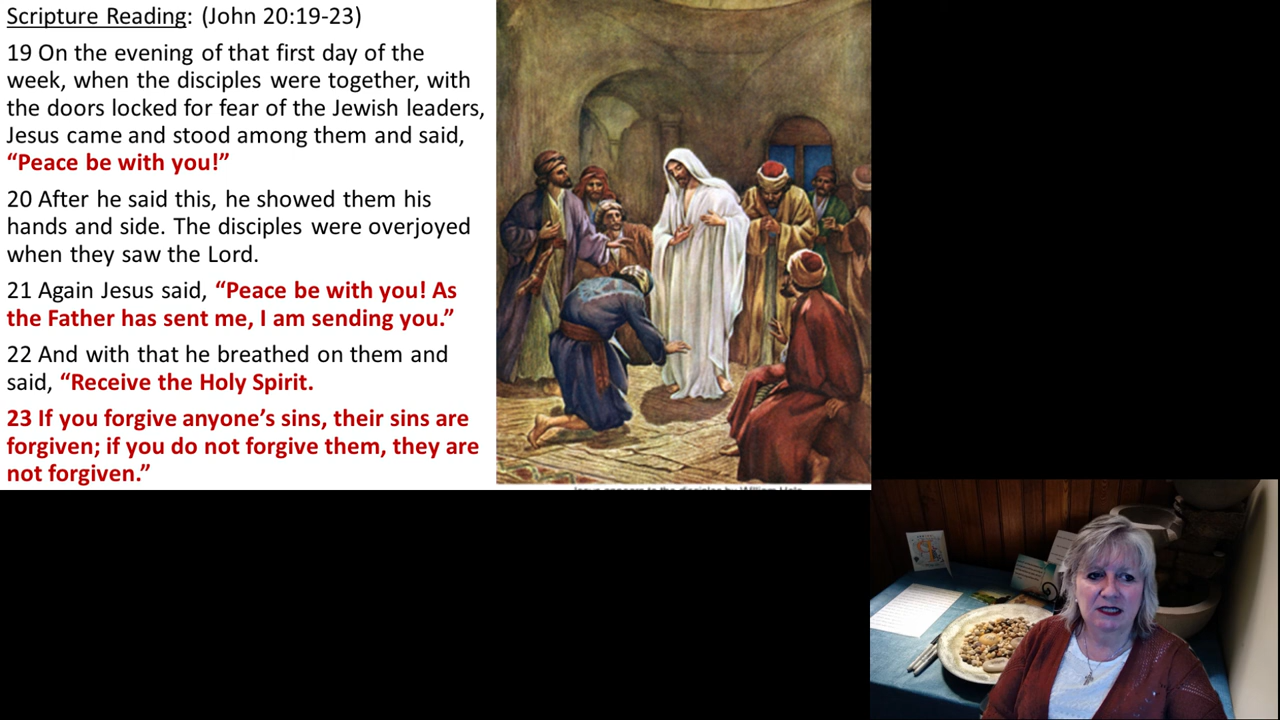 Scripture Reading: (John 20:19-23)
19 On the evening of that first day of the
week, when the disciples were together, with
the doors locked for fear of the Jewish leaders,
Jesus came and stood among them and said,
“Peace be with you!”
20 After he said this, he showed them his
hands and side. The disciples were overjoyed
when they saw the Lord.
21 Again Jesus said, “Peace be with you! As
the Father has sent me, I am sending you.”
22 And with that he breathed on them and
said, “Receive the Holy Spirit.
23 If you forgive anyone’s sins, their sins are
forgiven; if you do not forgive them, they are
not forgiven.”